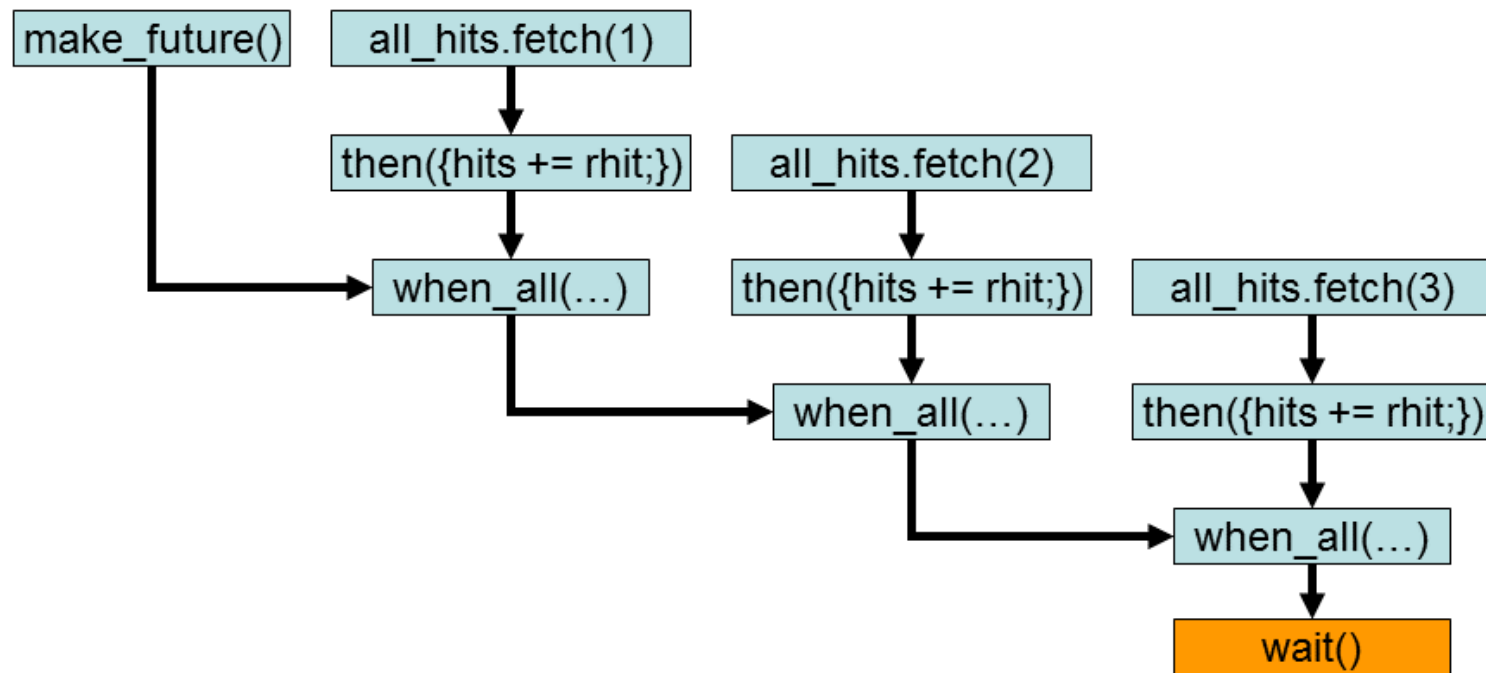 make_future()
all_hits.fetch(1)
then({hits += rhit;})
all_hits.fetch(2)
when_all(…)
then({hits += rhit;})
all_hits.fetch(3)
when_all(…)
then({hits += rhit;})
when_all(…)
wait()